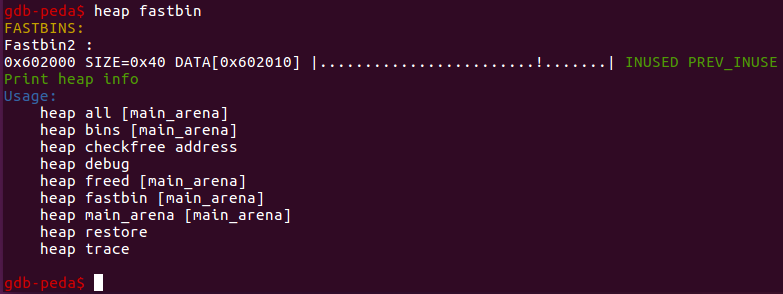 gdb-peda$ heap fastbin
FASTBINS:
Fastbin2 :
0x602000 SIZE=0x40 DATA[0x602010] |........................!.......| INUSED PREV_INUSE
Print heap info
Usage:
    heap all [main_arena]
    heap bins [main_arena]
    heap checkfree address
    heap debug
    heap freed [main_arena]
    heap fastbin [main_arena]
    heap main_arena [main_arena]
    heap restore
    heap trace
gdb-peda$